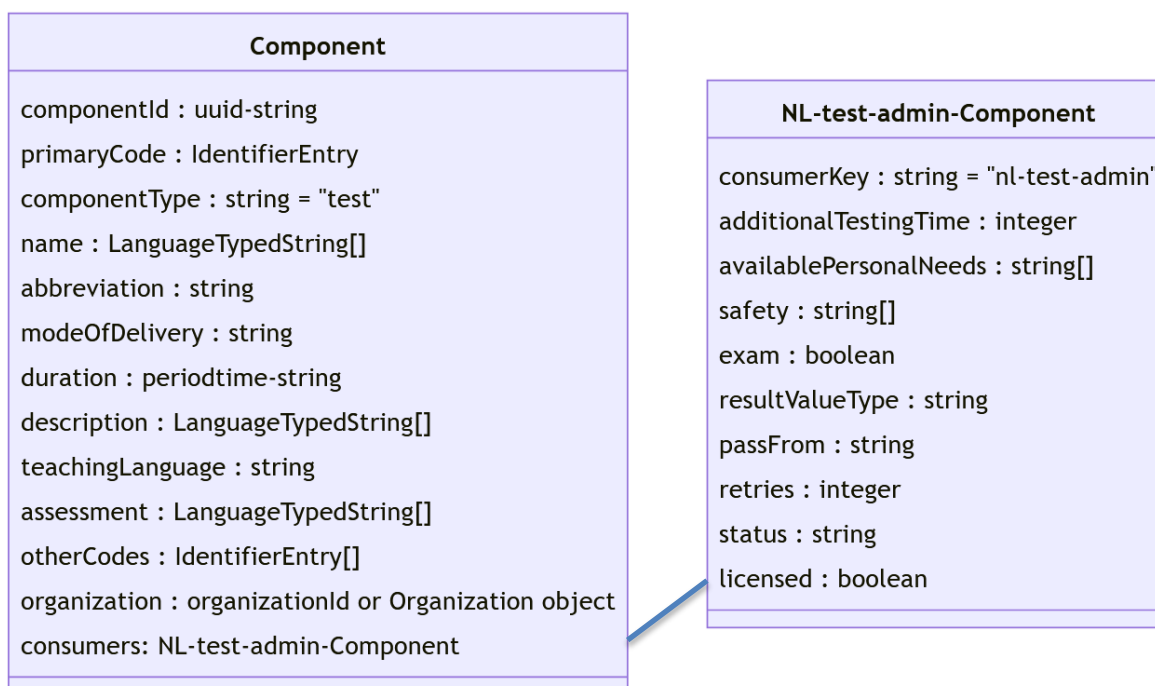 Component
componentId : uuid-string
primaryCode : IdentifierEntry
componentType : string = "test"
name : LanguageTypedString[]
abbreviation : string
modeOfDelivery : string
duration : periodtime-string
description : LanguageTypedString[]
teachingLanguage : string
assessment : LanguageTypedString[]
otherCodes : IdentifierEntry[]
organization : organizationId or Organization object
consumers: NL-test-admin-Component
NL-test-admin-Component
consumerKey : string = "nl-test-admin"
additionalTestingTime : integer
availablePersonalNeeds : string[]
safety : string[]
exam : boolean
resultValueType : string
passFrom : string
retries : integer
status : string
licensed : boolean